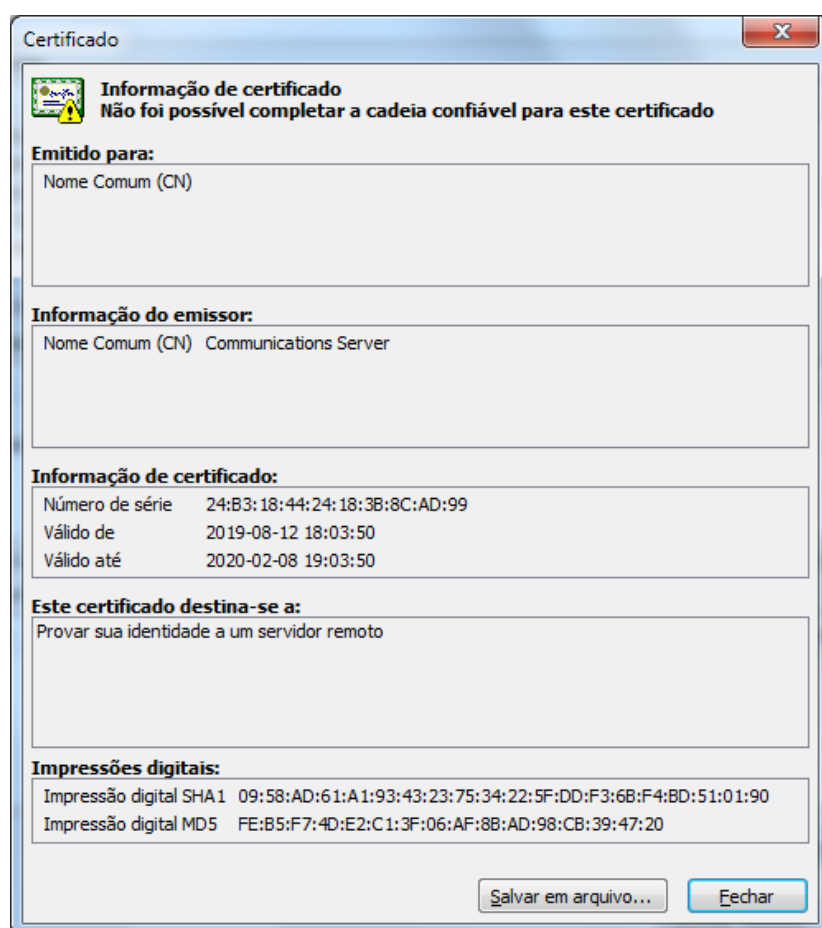 Certificado
Informação de certificado
Não foi possível completar a cadeia confiável para este certificado
Emitido para:
Nome Comum (CN)
Informação do emissor:
Nome Comum (CN) Communications Server
Informação de certificado:
Número de série 24:B3:18:44:24:18:3B:8C:AD:99
Válido de 2019-08-12 18:03:50
Válido até 2020-02-08 19:03:50
Este certificado destina-se a:
Provar sua identidade a um servidor remoto
Impressões digitais:
Impressão digital SHA1 09:58:AD:61:A1:93:43:23:75:34:22:5F:DD:F3:6B:F4:BD:51:01:90
Impressão digital MD5 FE:B5:F7:4D:E2:C1:3F:06:AF:8B:AD:98:CB:39:47:20
Salvar em arquivo... Fechar